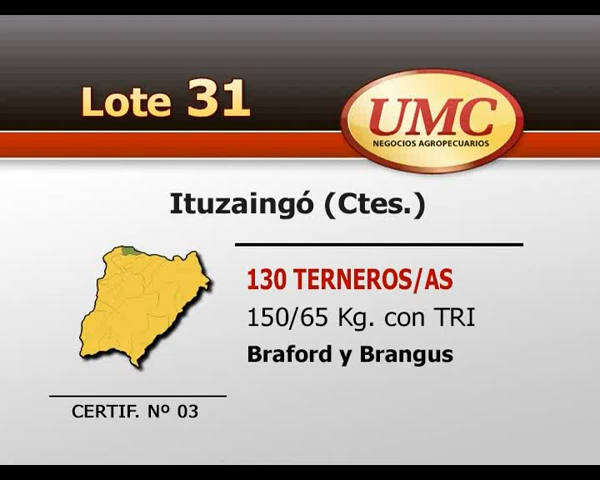 Lote 31
UMC
NEGOCIOS AGROPECUARIOS
Ituzaingó (Ctes.)
130 TERNEROS/AS
150/65 Kg. con TRI
Braford y Brangus
CERTIF. Nº 03